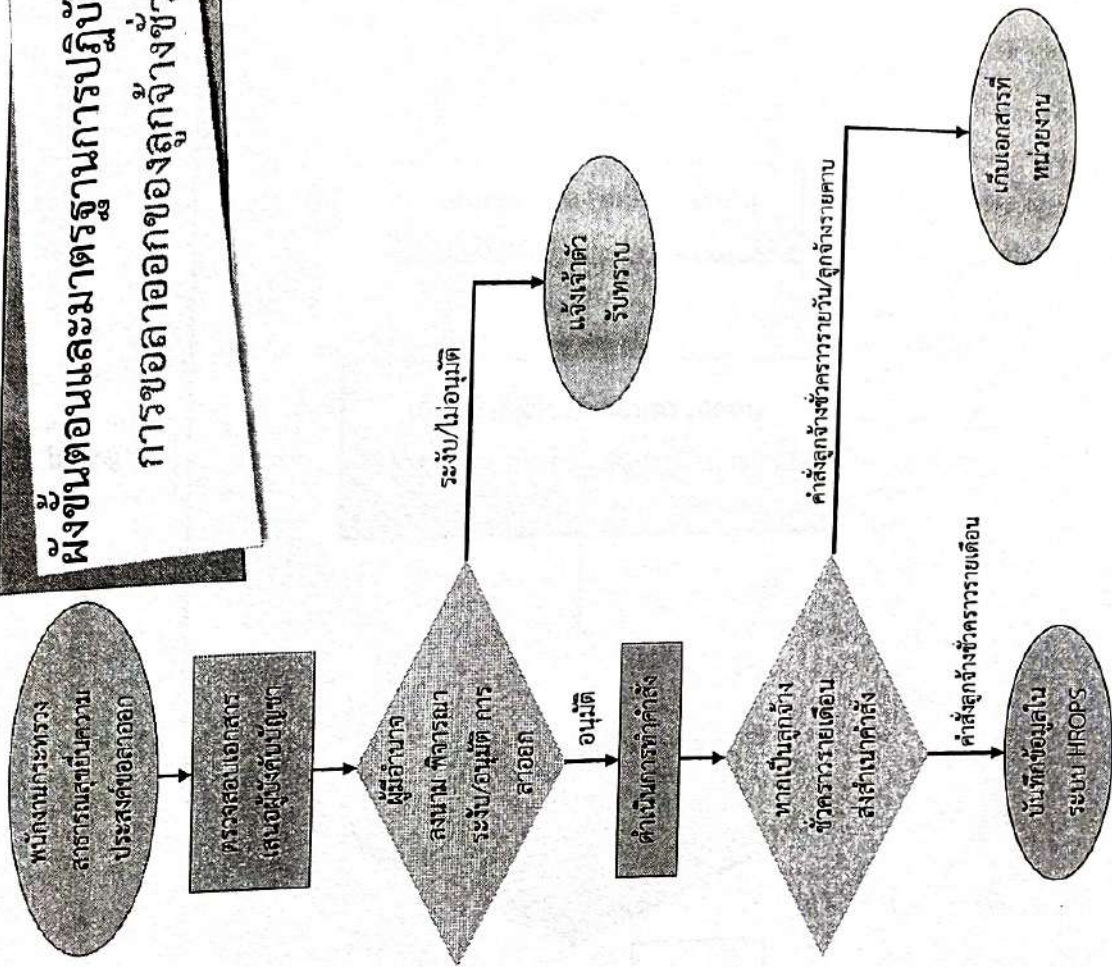 ผังขั้นตอนและมาตรฐานการปฏิบั
การขอลาออกของลูกจ้างชั่ว
พนักงานกระทรวง
สาธารณสุขยื่นความ
ประสงค์ขอลาออก
ตรวจสอบเอกสาร
เสนอผู้บังคับบัญชา
ผู้มีอำนาจ
ลงนาม พิจารณา
ระงับ/อนุมัติ การ
ลาออก
ระงับ/ไม่อนุมัติ
แจ้งเจ้าตัว
รับทราบ
อนุมัติ
ดำเนินการทำคำสั่ง
หากเป็นลูกจ้าง
ชั่วคราวรายเดือน
ส่งสำเนาคำสั่ง
คำสั่งลูกจ้างชั่วคราวรายวัน/ลูกจ้างรายคาบ
เก็บเอกสารที่
หน่วยงาน
คำสั่งลูกจ้างชั่วคราวรายเดือน
บันทึกข้อมูลใน
ระบบ HROPS